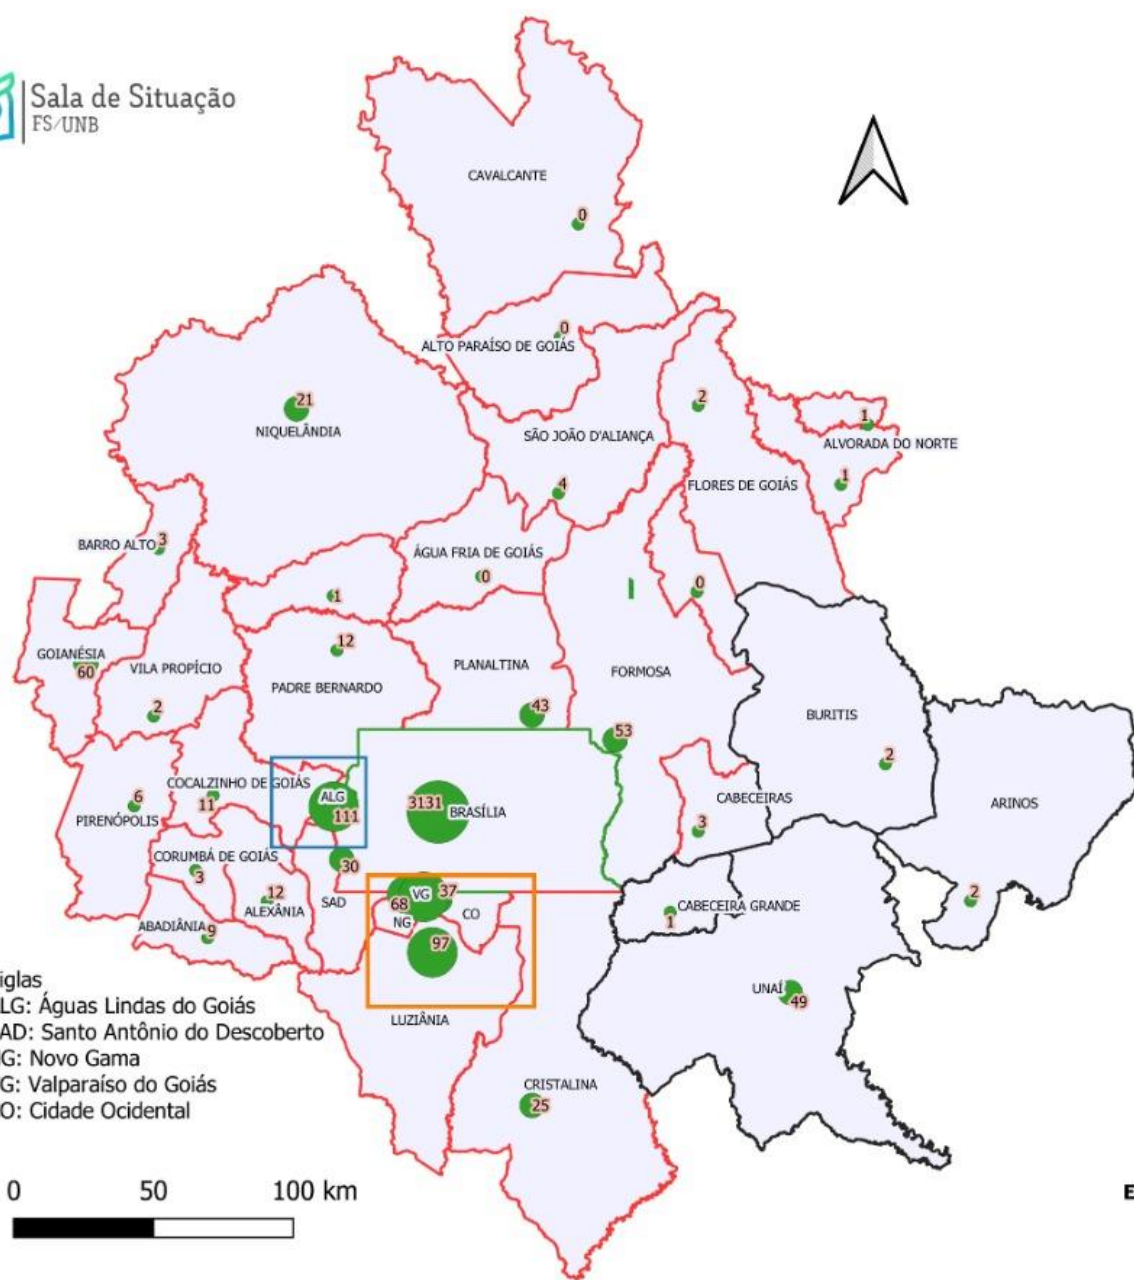 Sala de Situação
FS/UNB
CAVALCANTE
0
0
ALTO PARAÍSO DE GOIÁS
21
NIQUELÂNDIA
2
SÃO JOÃO D'ALIANÇA
1
ALVORADA DO NORTE
4
FLORES DE GOIÁS
1
BARRO ALTO
3
ÁGUA FRIA DE GOIÁS
0
1
0
GOIANÉSIA
60
VILA PROPÍCIO
2
12
PADRE BERNARDO
PLANALTINA
43
FORMOSA
53
BURITIS
2
COCALZINHO DE GOIÁS
11
6
PIRENÓPOLIS
ALG
111
3131
BRASÍLIA
CABECEIRAS
3
ARINOS
2
CORUMBÁ DE GOIÁS
3
12
ALEXÂNIA
30
SAD
VG
37
68
NG
CO
97
CABECEIRA GRANDE
1
ABADIÂNIA
9
UNAÍ
49
LUZIÂNIA
iglas
LG: Águas Lindas do Goiás
AD: Santo Antônio do Descoberto
G: Novo Gama
G: Valparaíso do Goiás
O: Cidade Ocidental
CRISTALINA
25
0 50 100 km
E